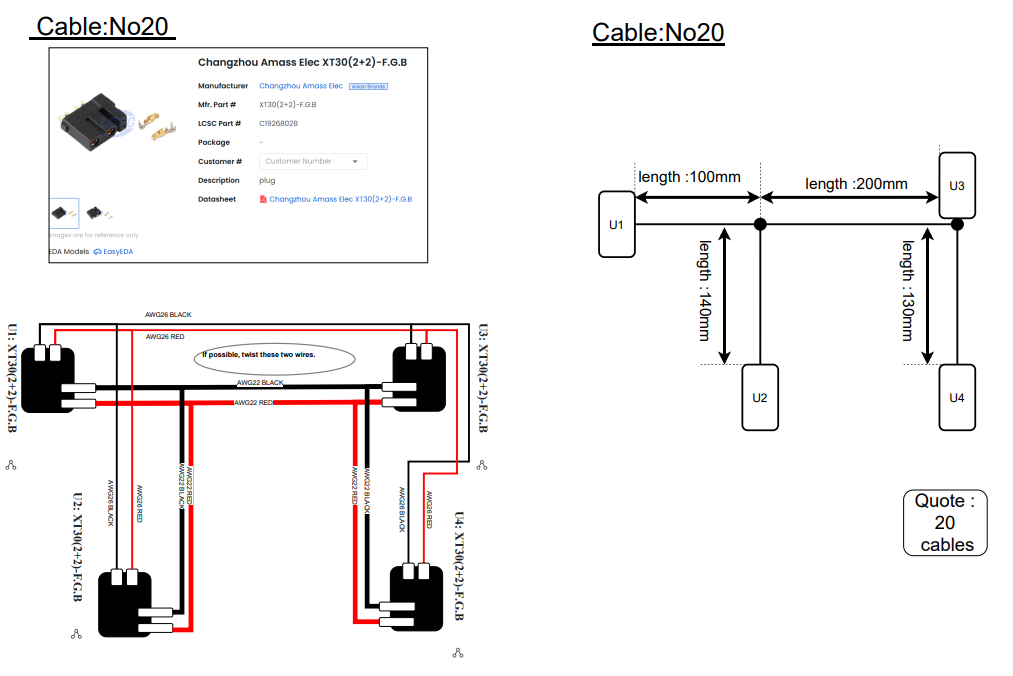 Cable:No20
Changzhou Amass Elec XT30(2+2)-F.G.B
Manufacturer Changzhou Amass Elec Asian Brands
Mfr. Part # XT30(2+2)-F.G.B
LCSC Part # C19268028
Package -
Customer # Customer Number
Description plug
Datasheet Changzhou Amass Elec XT30(2+2)-F.G.B
mages are for reference only
EDA Models EasyEDA
AWG26 BLACK
AWG26 RED
If possible, twist these two wires.
AWG22 BLACK
AWG22 RED
U1: XT30(2+2)-F.G.B
U3: XT30(2+2)-F.G.B
AWG26 BLACK
AWG26 RED
AWG22 BLACK
AWG22 RED
AWG22 RED
AWG22 BLACK
AWG26 BLACK
AWG26 RED
U2: XT30(2+2)-F.G.B
U4: XT30(2+2)-F.G.B
Cable:No20
length :100mm
length :200mm
U1
U3
length :140mm
length :130mm
U2
U4
Quote :
20
cables